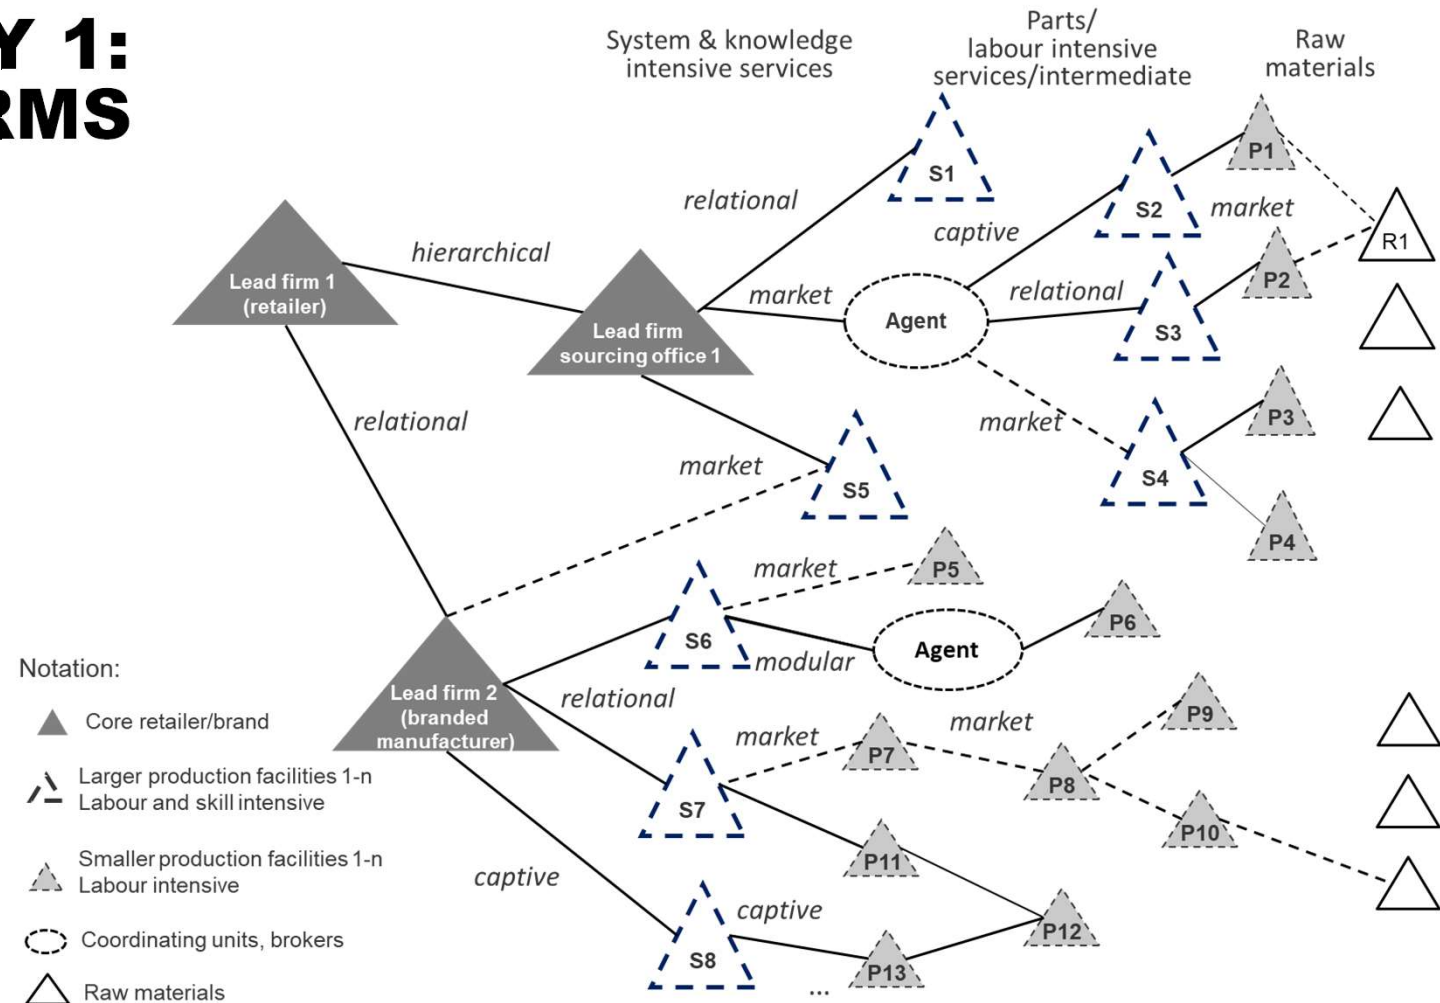 Y 1:
RMS
System & knowledge
intensive services
Parts/
labour intensive
services/intermediate
Raw
materials
P1
S1
relational
S2
market
captive
R1
hierarchical
P2
Lead firm 1
(retailer)
market
relational
Agent
Lead firm
sourcing office 1
S3
relational
market
P3
market
S5
S4
P4
market
P5
S6
modular
Agent
P6
Notation:
Lead firm 2
(branded
manufacturer)
relational
Core retailer/brand
market
P7
market
P9
P8
Larger production facilities 1-n
Labour and skill intensive
S7
P10
Smaller production facilities 1-n
Labour intensive
P11
captive
captive
P12
Coordinating units, brokers
S8
P13
...
Raw materials